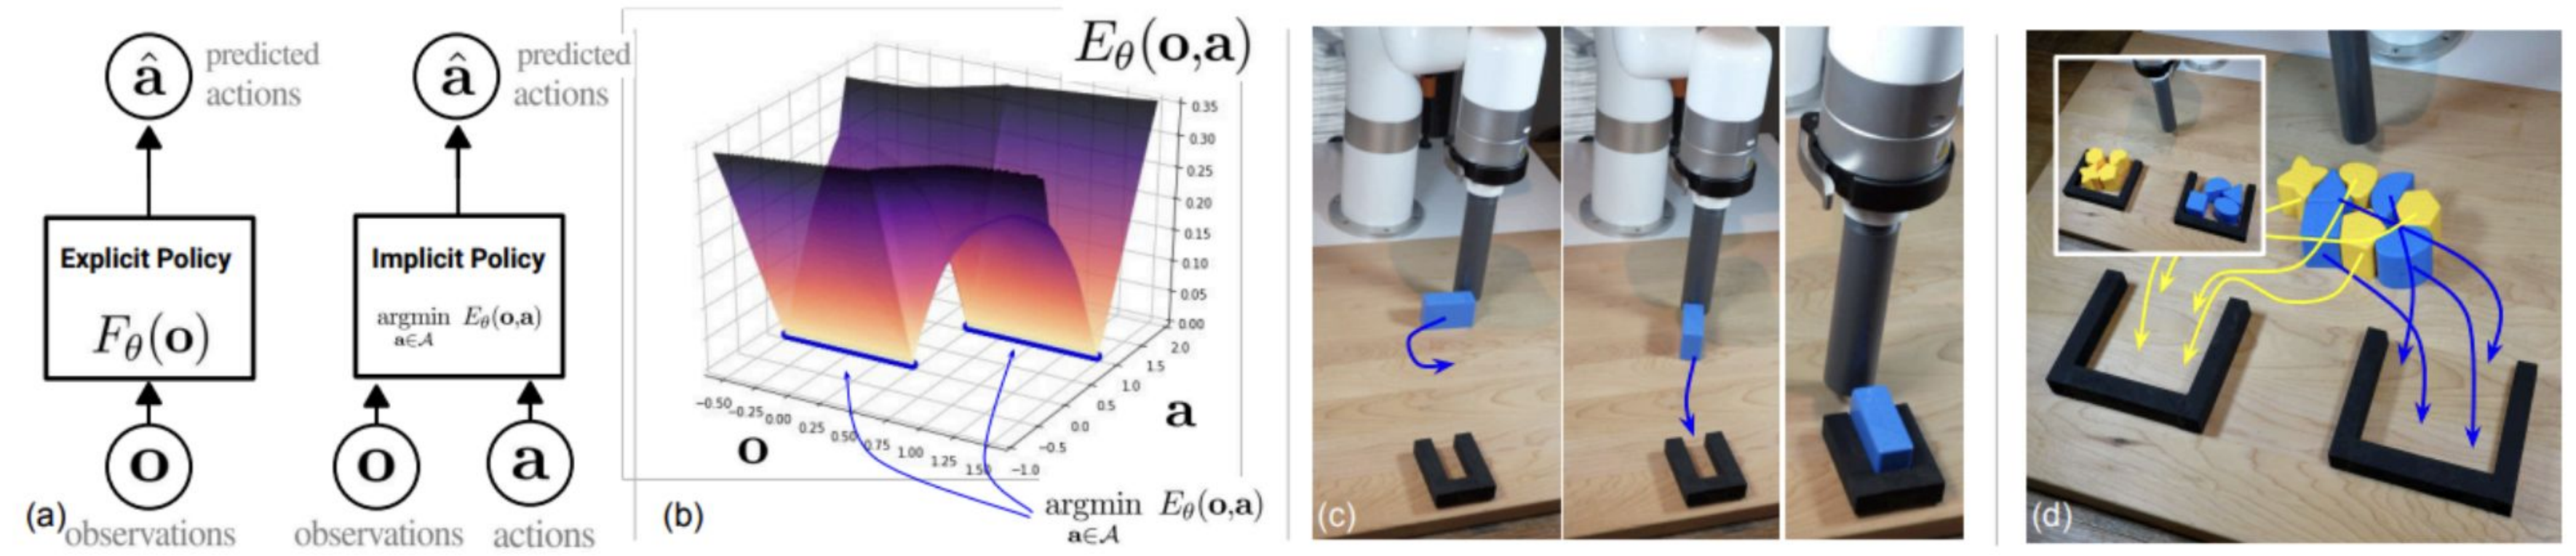 â
predicted
actions
Explicit Policy
F_θ(o)
o
observations
(a)
â
predicted
actions
Implicit Policy
argmin E_θ(o,a)
a∈𝒜
o
observations
a
actions
(b)
E_θ(o,a)
0.35
0.30
0.25
0.20
0.15
0.10
0.05
0.00
2.0
1.5
1.0
0.5
0.0
−0.5
−1.0
a
−0.50
−0.25
0.00
0.25
0.50
0.75
1.00
1.25
1.50
o
argmin E_θ(o,a)
a∈𝒜
(c)
(d)